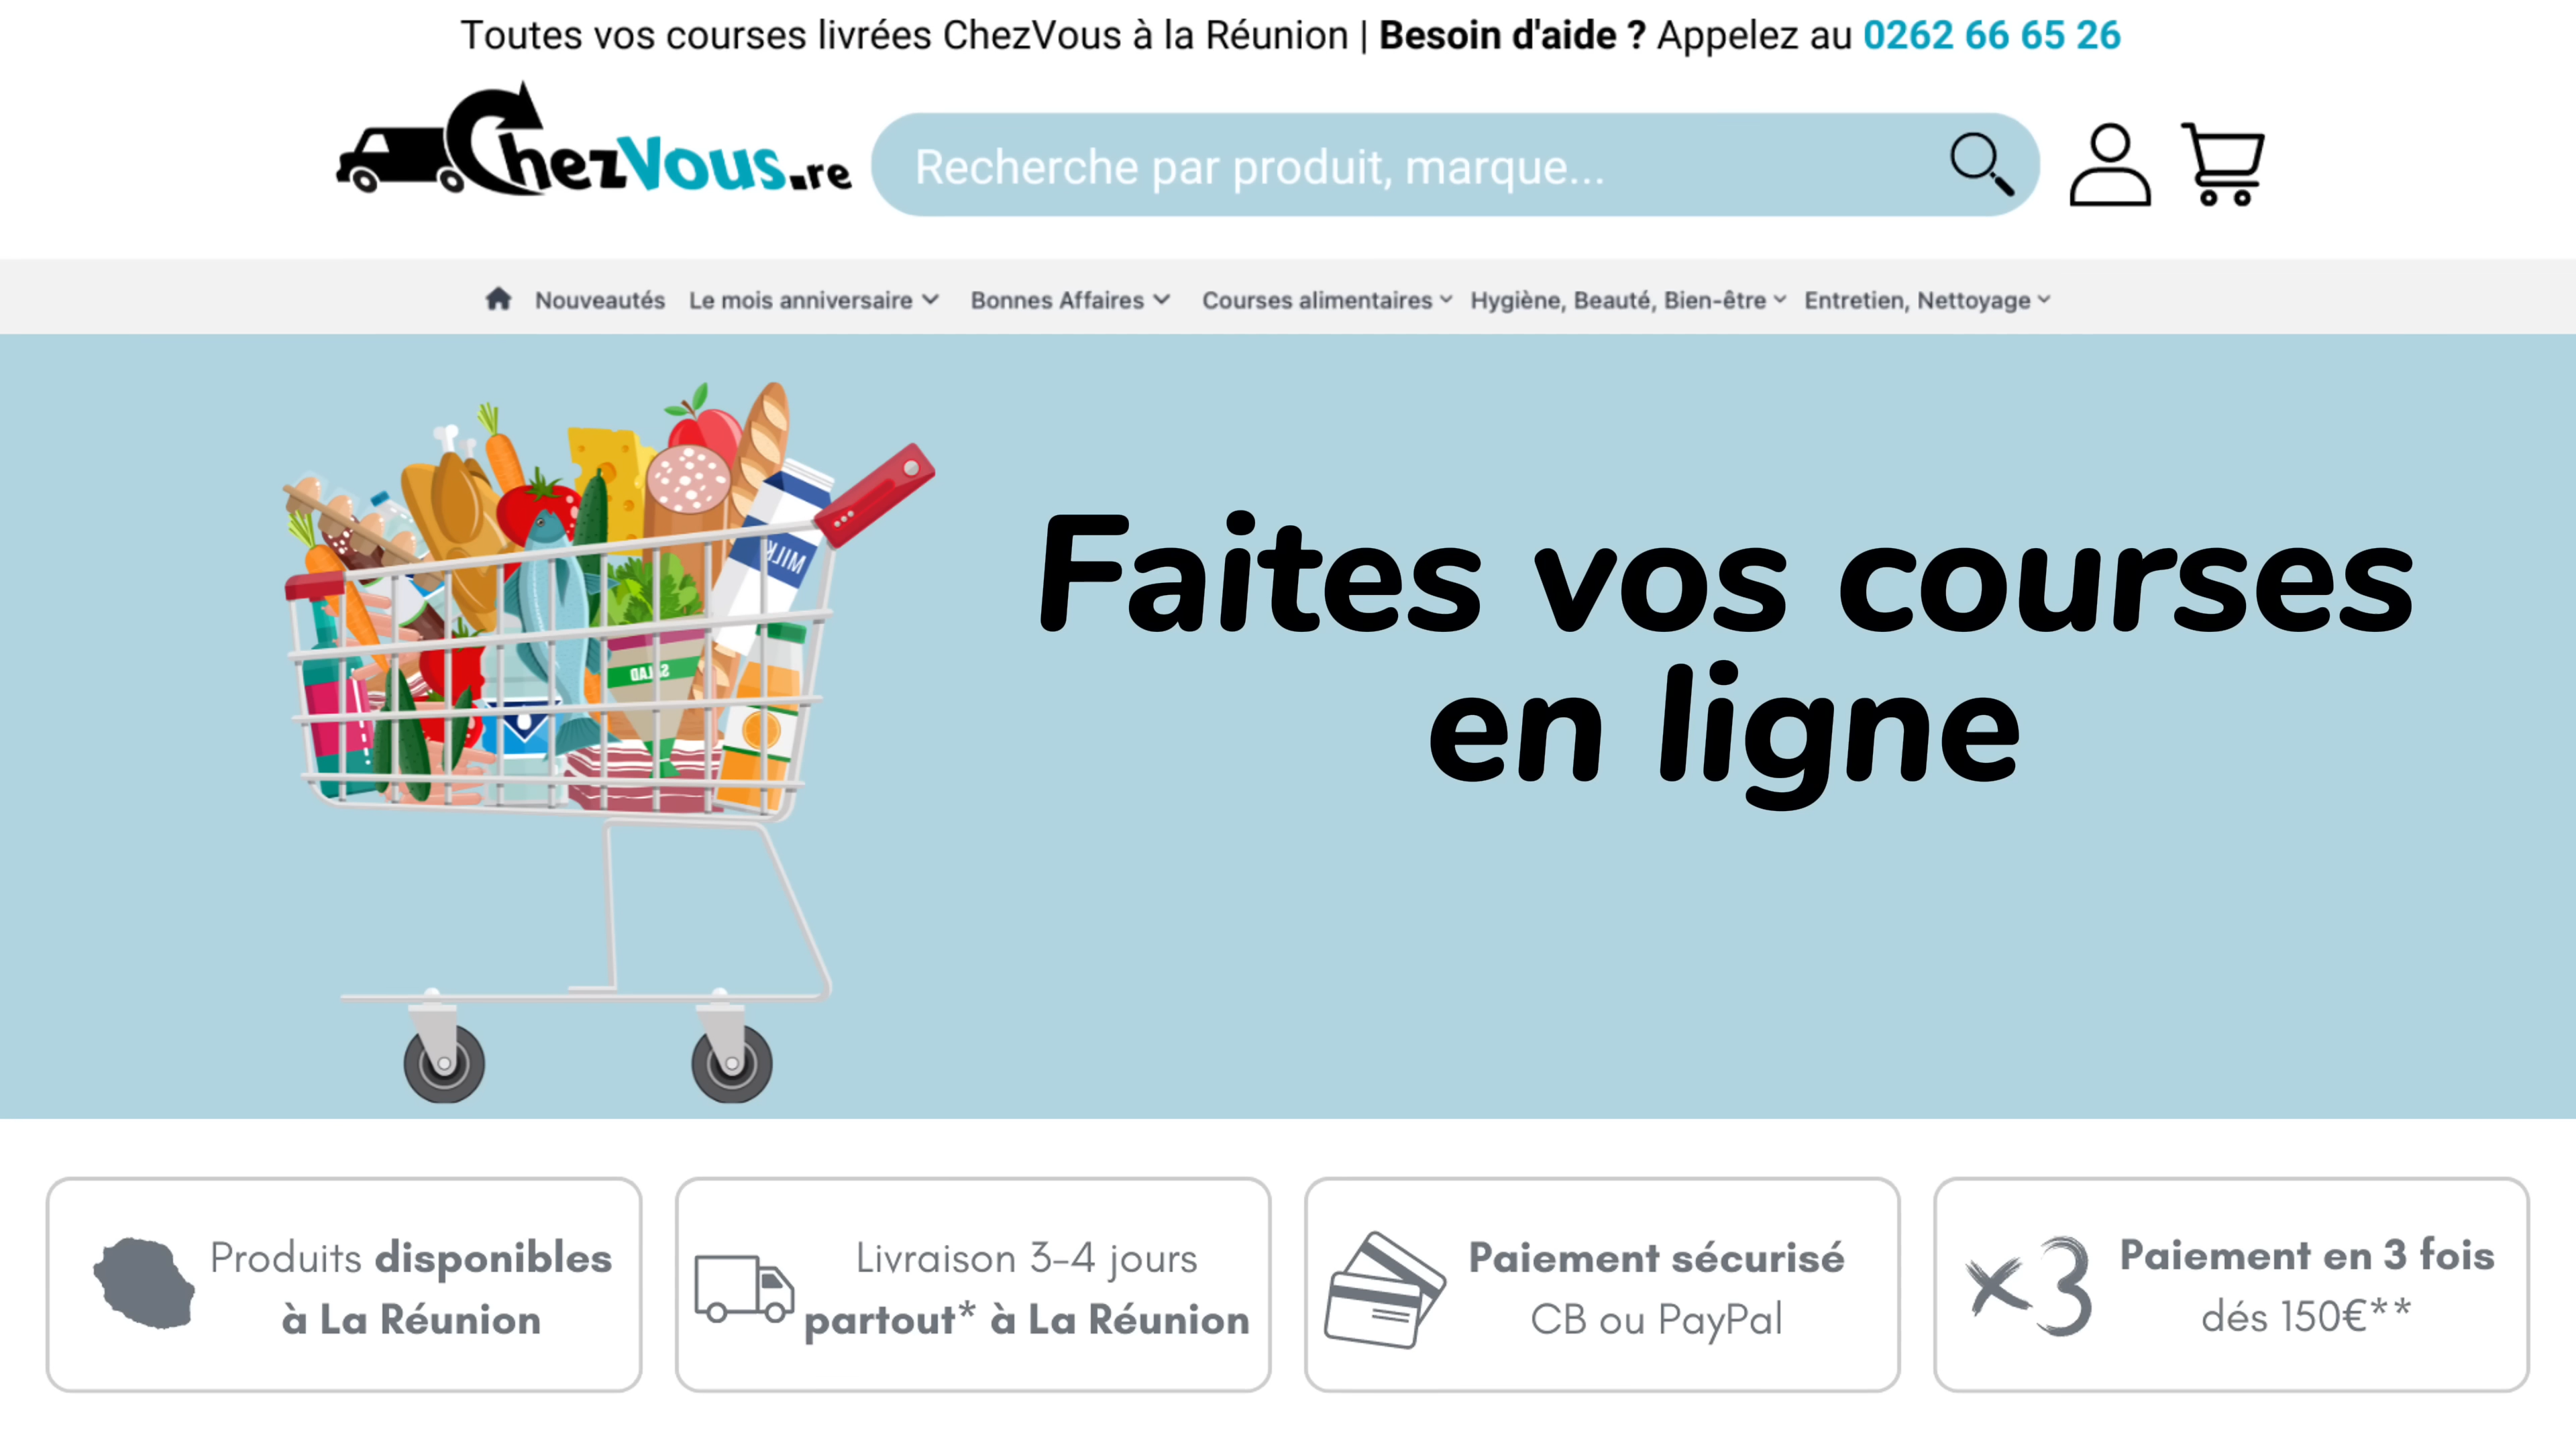 Toutes vos courses livrées ChezVous à la Réunion | Besoin d'aide ? Appelez au 0262 66 65 26
ChezVous.re
Recherche par produit, marque...
Nouveautés Le mois anniversaire Bonnes Affaires Courses alimentaires Hygiène, Beauté, Bien-être Entretien, Nettoyage
MILK
SALAD
Faites vos courses
en ligne
Produits disponibles
à La Réunion
Livraison 3-4 jours
partout* à La Réunion
Paiement sécurisé
CB ou PayPal
x3
Paiement en 3 fois
dés 150€**